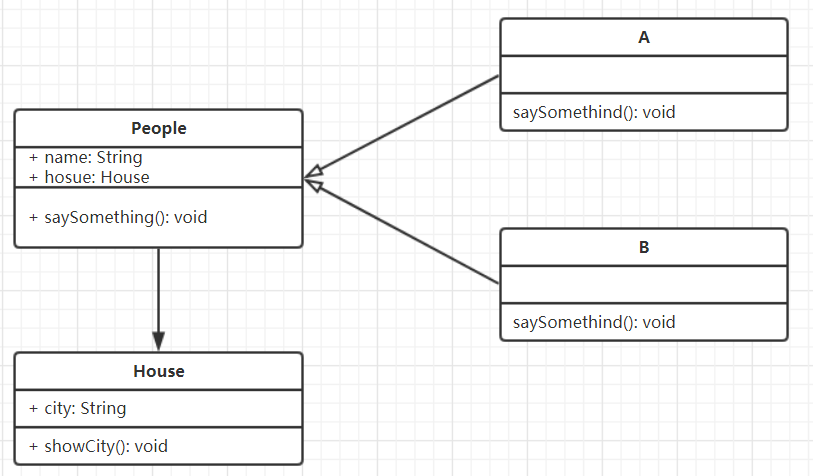 People
+ name: String
+ hosue: House
+ saySomething(): void
House
+ city: String
+ showCity(): void
A
saySomethind(): void
B
saySomethind(): void